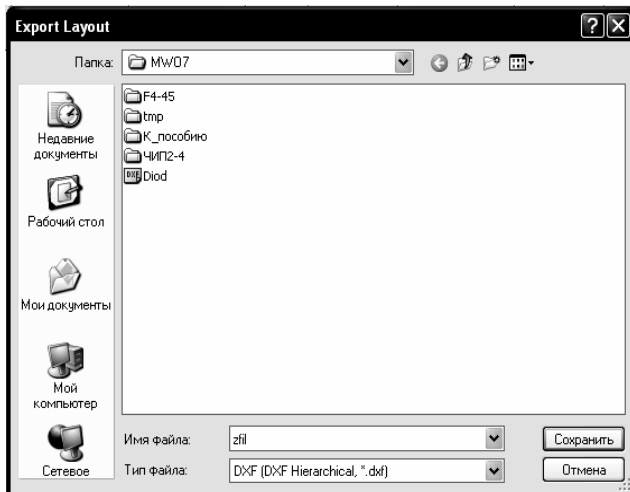 Export Layout
Папка: MW07
F4-45
tmp
К_пособию
ЧИП2-4
DXF Diod
Недавние
документы
Рабочий стол
Мои документы
Мой
компьютер
Сетевое
Имя файла: zfil Сохранить
Тип файла: DXF (DXF Hierarchical, *.dxf) Отмена